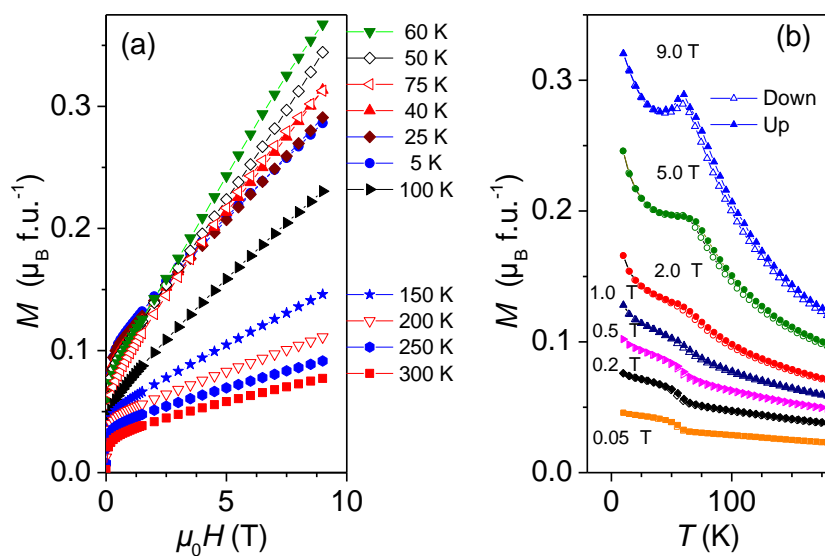 (a)
M (μB f.u.-1)
0.3
0.2
0.1
0.0
0 5 10
μ0H (T)
60 K
50 K
75 K
40 K
25 K
5 K
100 K
150 K
200 K
250 K
300 K
(b)
M (μB f.u.-1)
0.3
0.2
0.1
0.0
0 100
T (K)
9.0 T
Down
Up
5.0 T
2.0 T
1.0 T
0.5 T
0.2 T
0.05 T